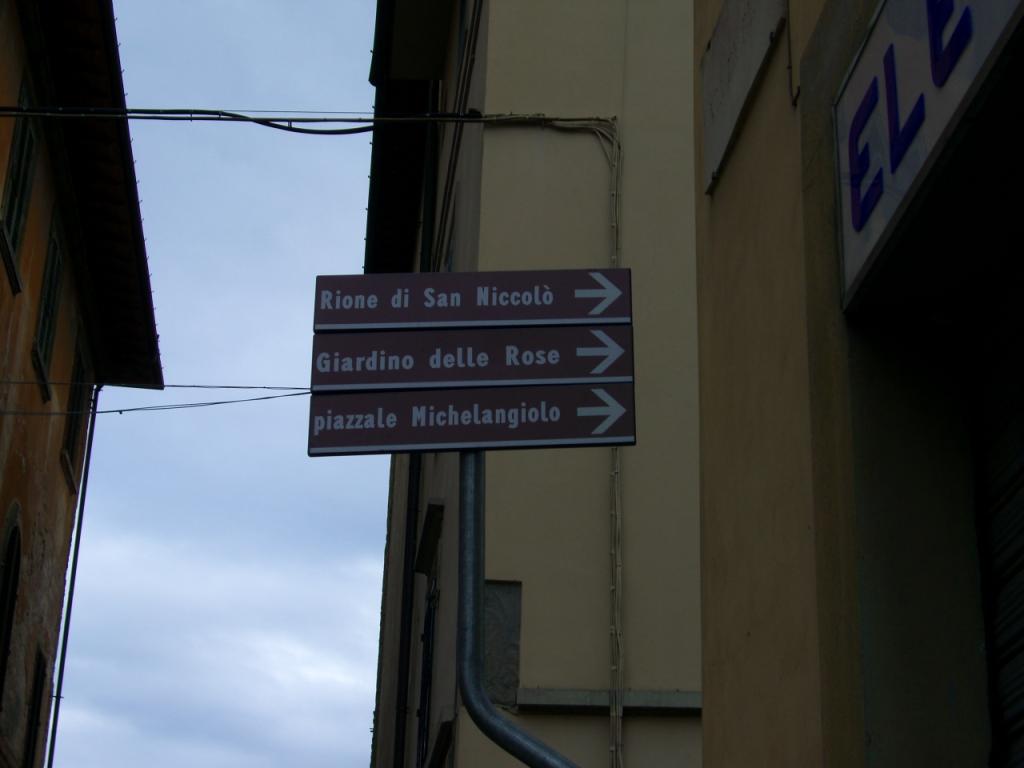 Rione di San Niccolò
Giardino delle Rose
piazzale Michelangiolo
ELE